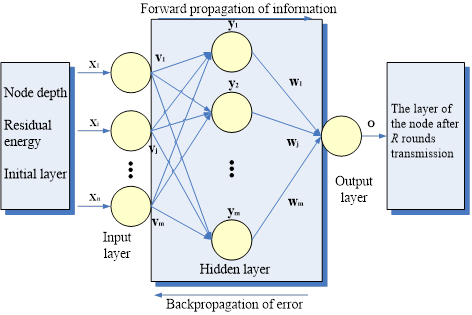 Forward propagation of information
y1
x1
v1
w1
Node depth
y2
The layer of
the node after
R rounds
transmission
Residual
energy
xi
vj
wj
o
Initial layer
xn
vm
ym
wm
Output
layer
Input
layer
Hidden layer
Backpropagation of error